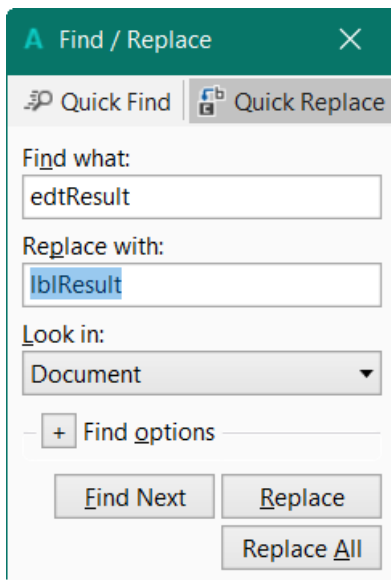 A Find / Replace
Quick Find Quick Replace
Find what:
edtResult
Replace with:
lblResult
Look in:
Document
+ Find options
Find Next Replace
Replace All